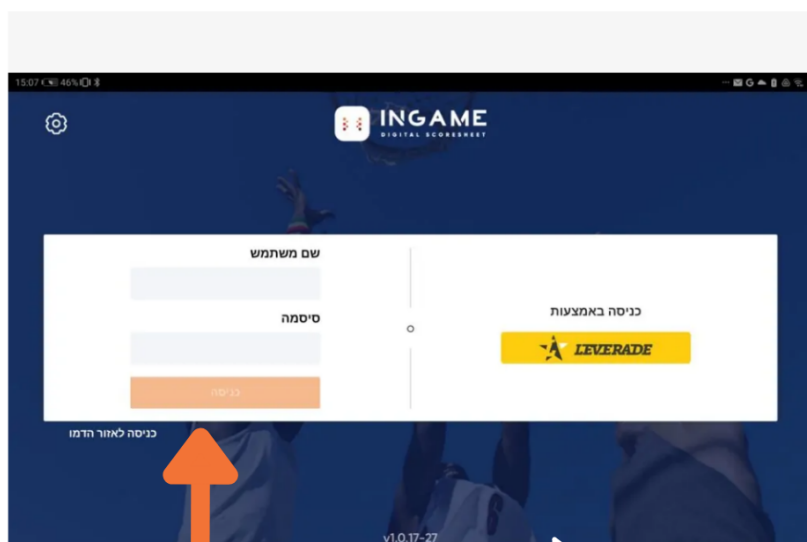 15:07 46%
INGAME
DIGITAL SCORESHEET
שם משתמש
סיסמה
כניסה
כניסה לאזור הדמו
כניסה באמצעות
LEVERADE
v1.0.17-27